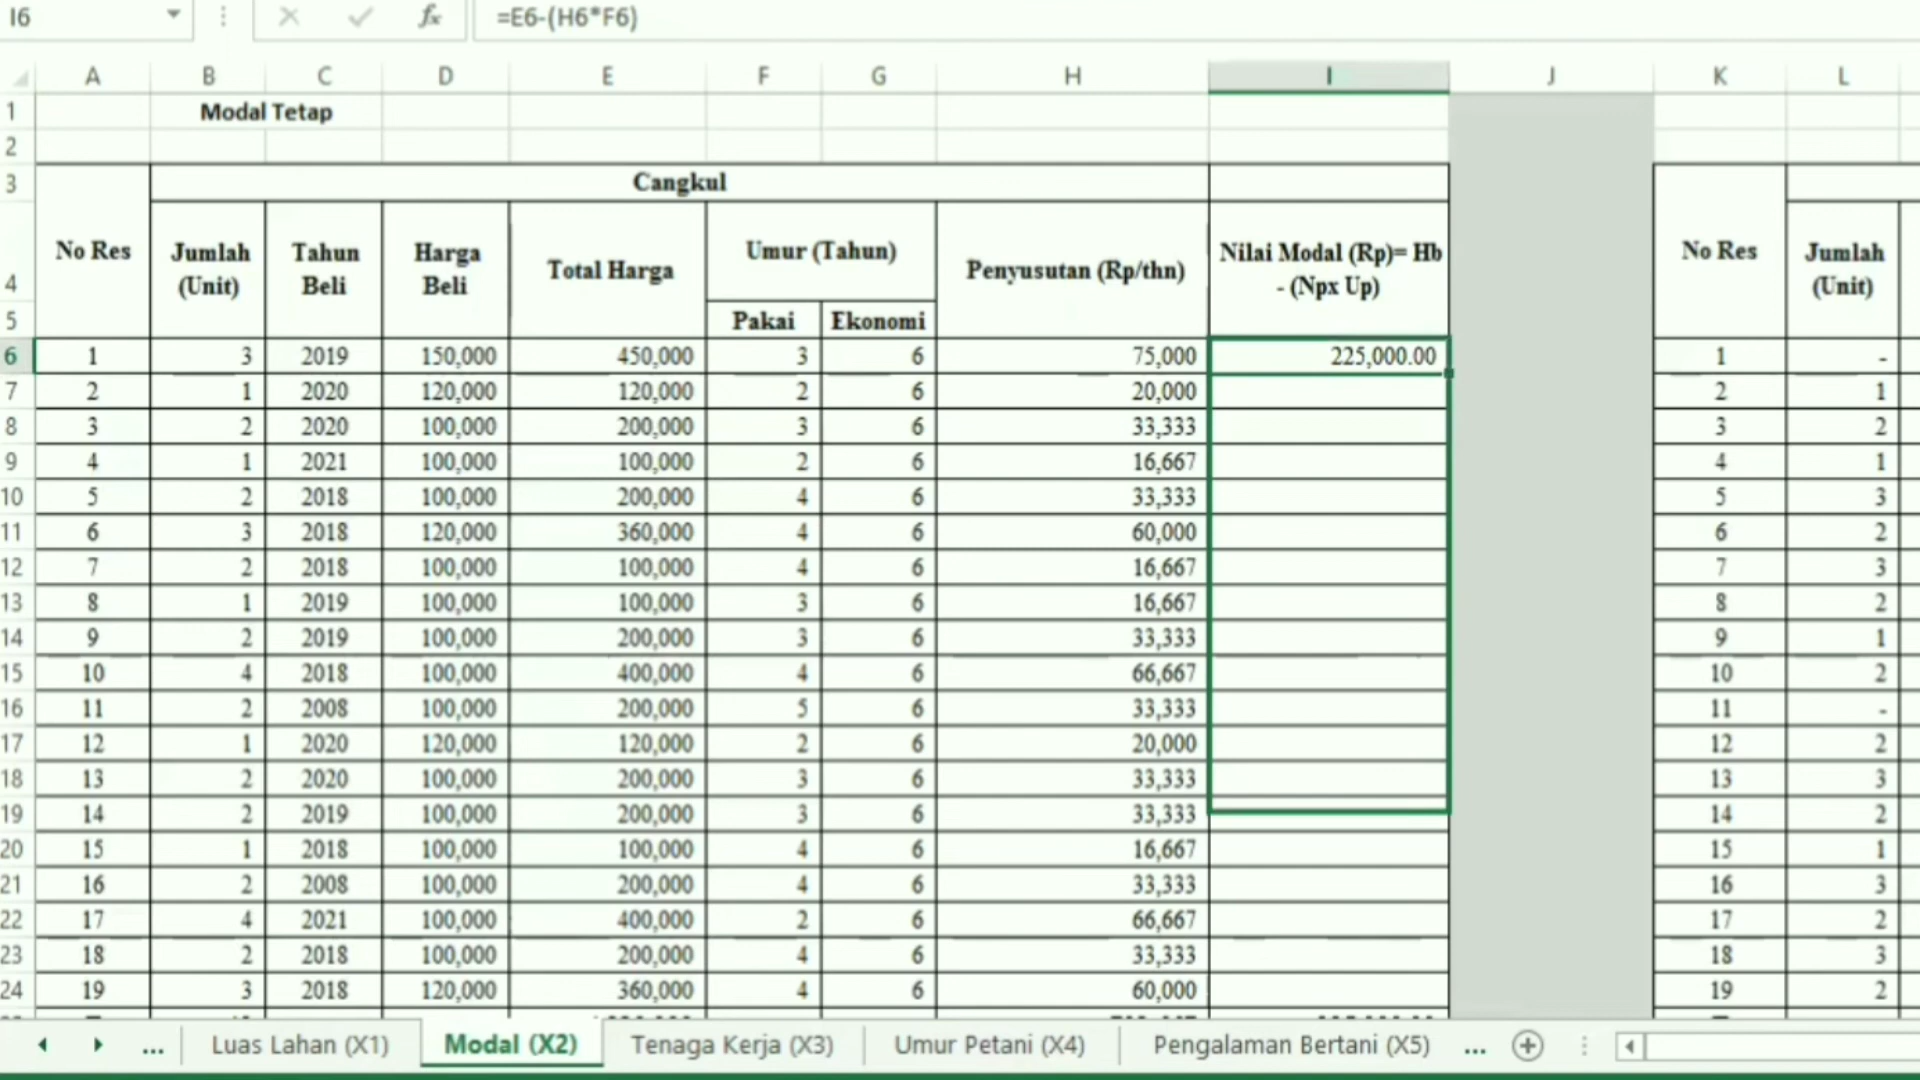 I6 fx =E6-(H6*F6)
A B C D E F G H I J K L
1 Modal Tetap
2
3 Cangkul
4 No Res Jumlah (Unit) Tahun Beli Harga Beli Total Harga Umur (Tahun) Penyusutan (Rp/thn) Nilai Modal (Rp)= Hb - (Npx Up) No Res Jumlah (Unit)
5 Pakai Ekonomi
6 1 3 2019 150,000 450,000 3 6 75,000 225,000.00 1 -
7 2 1 2020 120,000 120,000 2 6 20,000 2 1
8 3 2 2020 100,000 200,000 3 6 33,333 3 2
9 4 1 2021 100,000 100,000 2 6 16,667 4 1
10 5 2 2018 100,000 200,000 4 6 33,333 5 3
11 6 3 2018 120,000 360,000 4 6 60,000 6 2
12 7 2 2018 100,000 100,000 4 6 16,667 7 3
13 8 1 2019 100,000 100,000 3 6 16,667 8 2
14 9 2 2019 100,000 200,000 3 6 33,333 9 1
15 10 4 2018 100,000 400,000 4 6 66,667 10 2
16 11 2 2008 100,000 200,000 5 6 33,333 11 -
17 12 1 2020 120,000 120,000 2 6 20,000 12 2
18 13 2 2020 100,000 200,000 3 6 33,333 13 3
19 14 2 2019 100,000 200,000 3 6 33,333 14 2
20 15 1 2018 100,000 100,000 4 6 16,667 15 1
21 16 2 2008 100,000 200,000 4 6 33,333 16 3
22 17 4 2021 100,000 400,000 2 6 66,667 17 2
23 18 2 2018 100,000 200,000 4 6 33,333 18 3
24 19 3 2018 120,000 360,000 4 6 60,000 19 2
... Luas Lahan (X1) Modal (X2) Tenaga Kerja (X3) Umur Petani (X4) Pengalaman Bertani (X5) ...